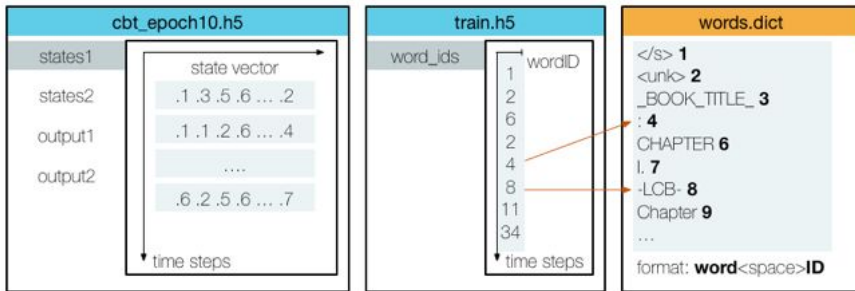 cbt_epoch10.h5
states1
states2
output1
output2
state vector
.1 .3 .5 .6 ... .2
.1 .1 .2 .6 ... .4
....
.6 .2 .5 .6 ... .7
time steps
train.h5
word_ids
wordID
1
2
6
2
4
8
11
34
time steps
words.dict
</s> 1
<unk> 2
_BOOK_TITLE_ 3
: 4
CHAPTER 6
I. 7
-LCB- 8
Chapter 9
...
format: word<space>ID